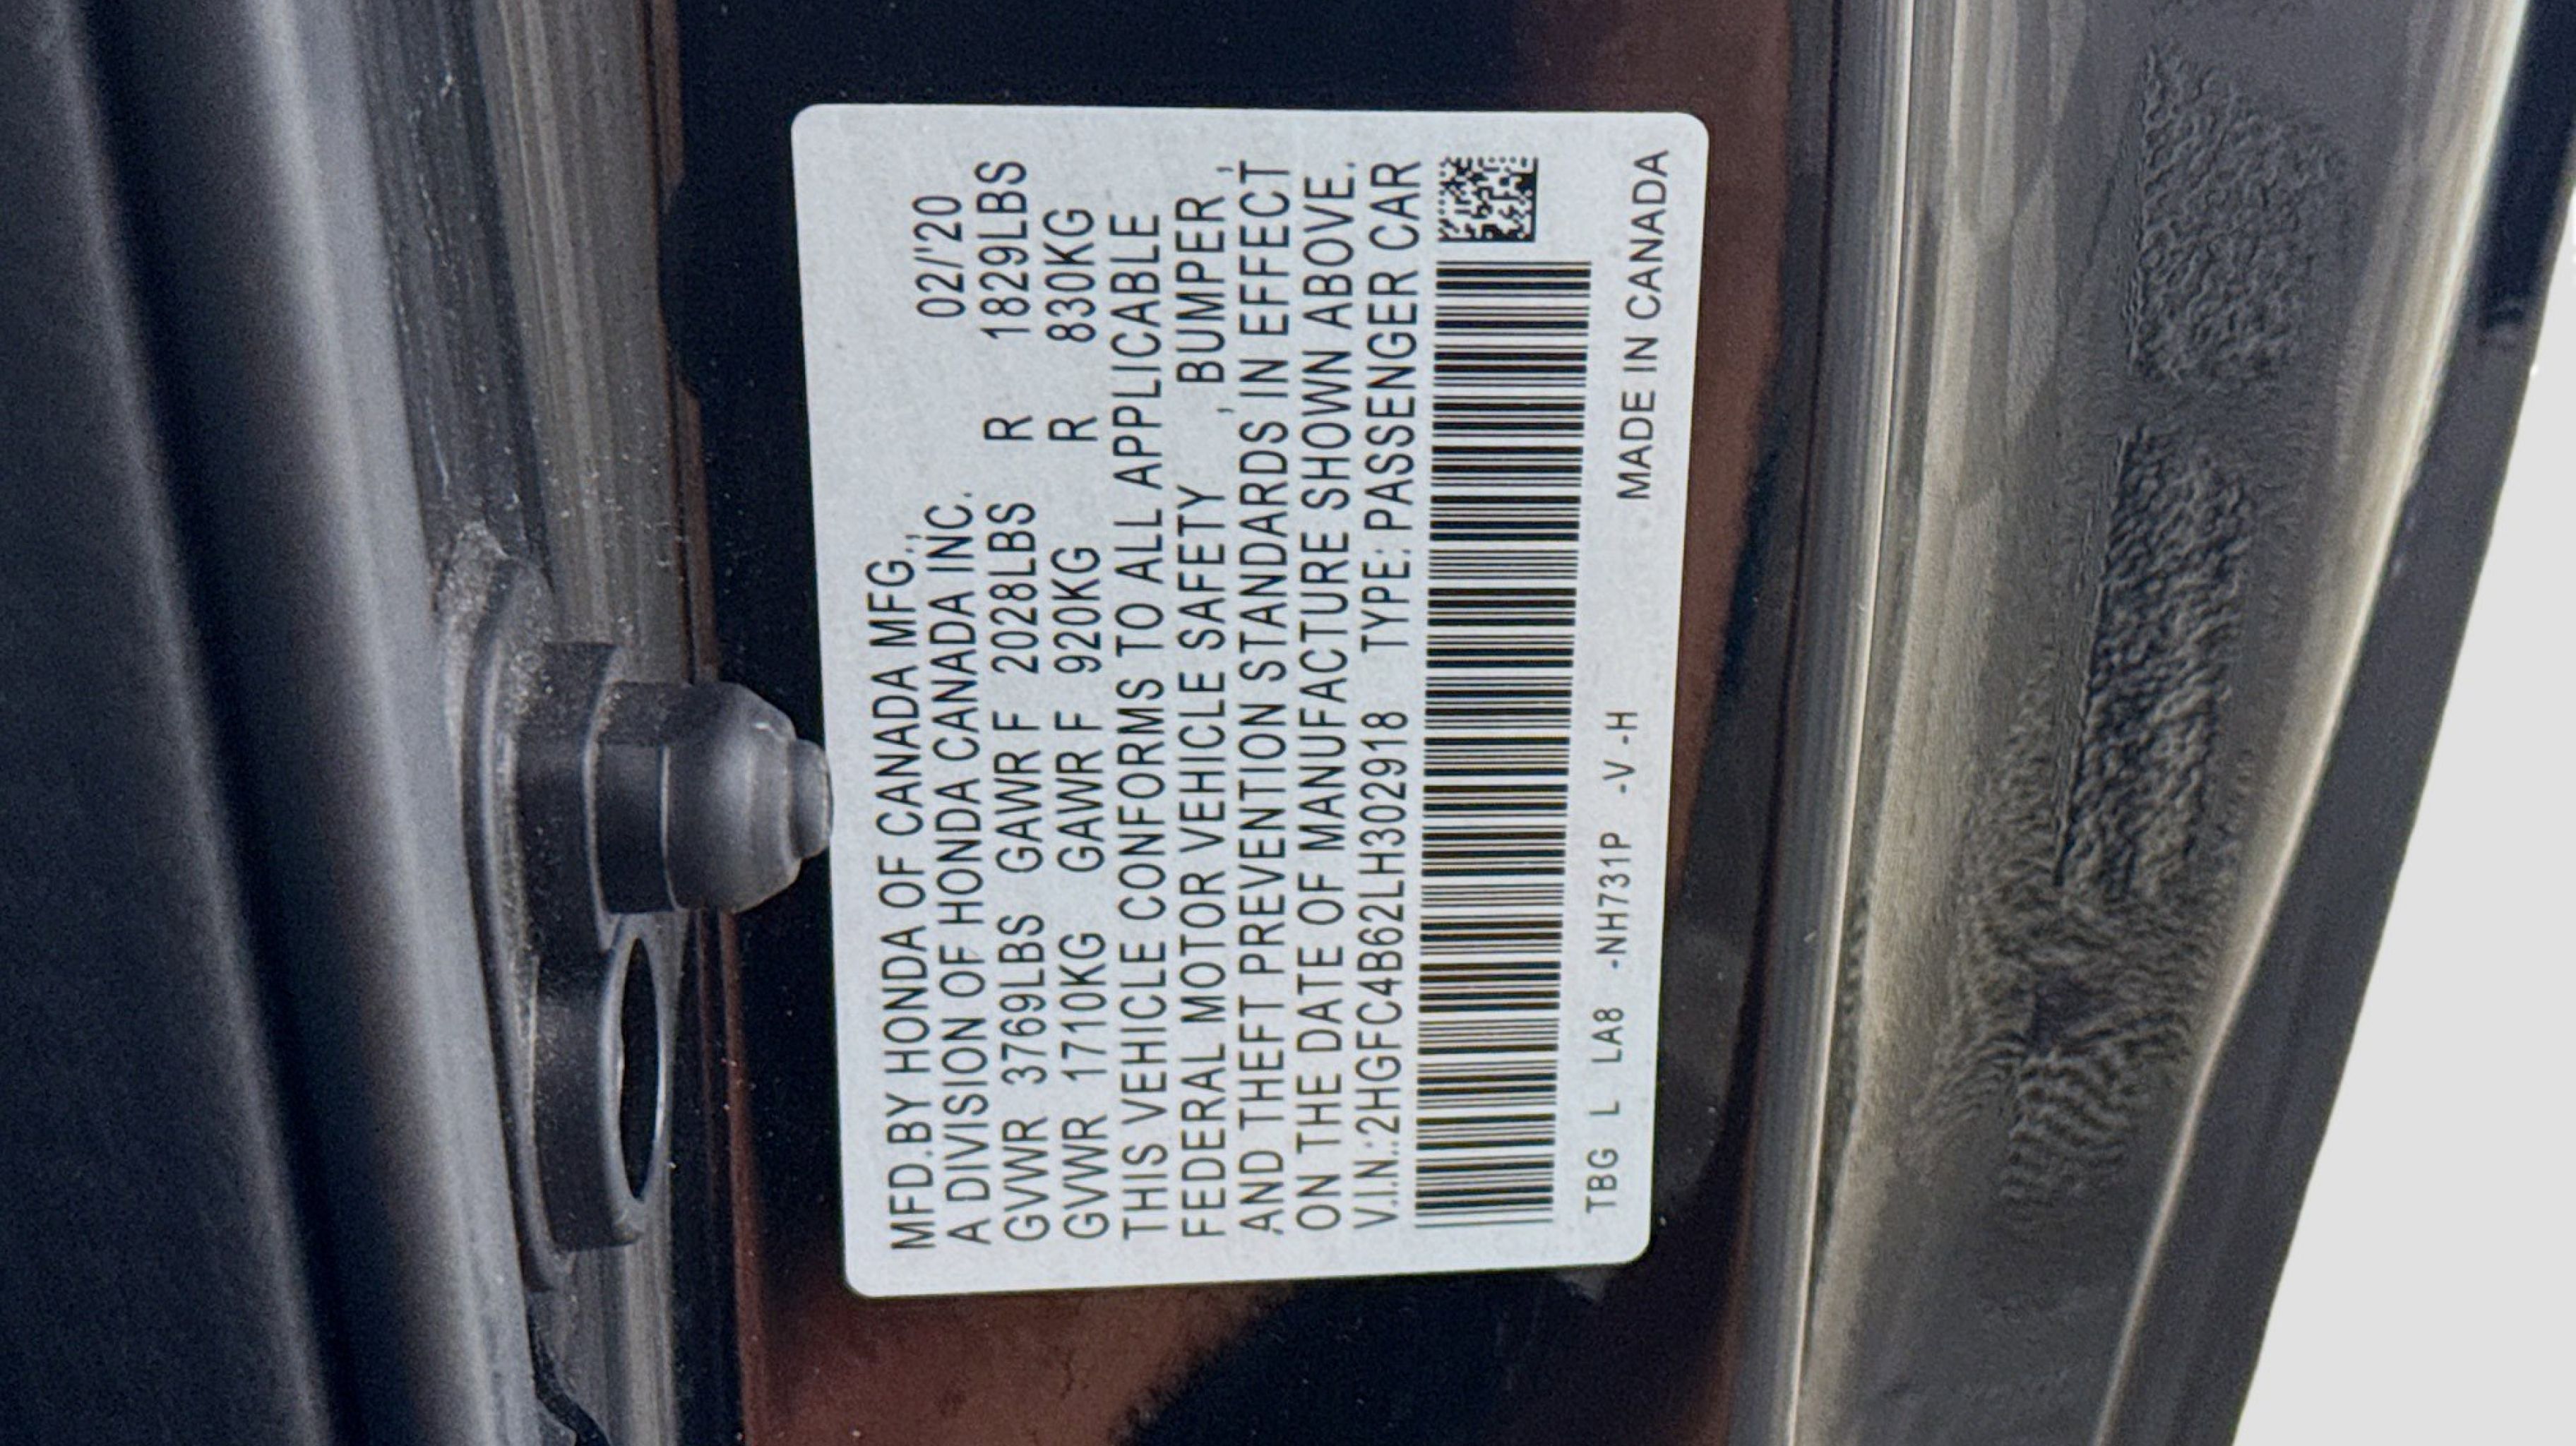 MFD.BY HONDA OF CANADA MFG.,
02/'20
A DIVISION OF HONDA CANADA INC.
GVWR 3769LBS GAWR F 2028LBS R 1829LBS
GVWR 1710KG GAWR F 920KG R 830KG
THIS VEHICLE CONFORMS TO ALL APPLICABLE
FEDERAL MOTOR VEHICLE SAFETY , BUMPER ,
AND THEFT PREVENTION STANDARDS IN EFFECT
ON THE DATE OF MANUFACTURE SHOWN ABOVE.
V.I.N.:2HGFC4B62LH302918 TYPE: PASSENGER CAR
TBG L LA8 -NH731P -V -H MADE IN CANADA